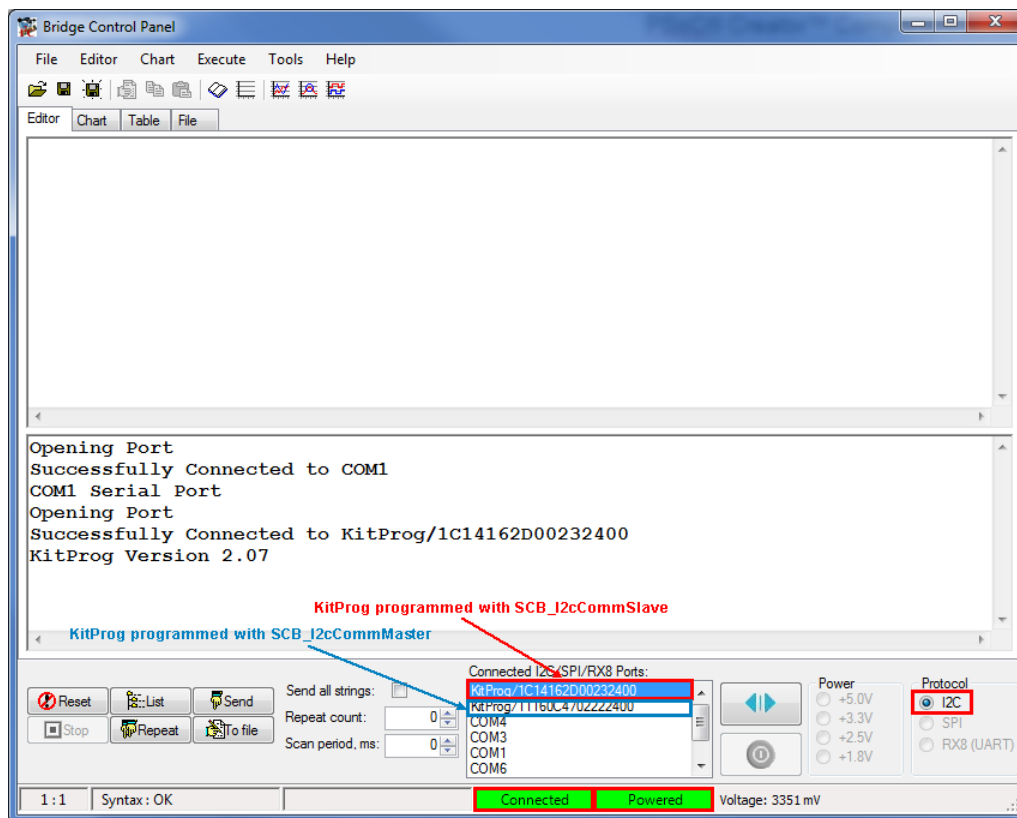 Bridge Control Panel
File Editor Chart Execute Tools Help
Editor Chart Table File
Opening Port
Successfully Connected to COM1
COM1 Serial Port
Opening Port
Successfully Connected to KitProg/1C14162D00232400
KitProg Version 2.07
KitProg programmed with SCB_I2cCommSlave
KitProg programmed with SCB_I2cCommMaster
Connected I2C/SPI/RX8 Ports:
KitProg/1C14162D00232400
KitProg/11160C4702222400
COM4
COM3
COM1
COM6
Reset List Send
Stop Repeat To file
Send all strings:
Repeat count: 0
Scan period, ms: 0
Power
+5.0V
+3.3V
+2.5V
+1.8V
Protocol
I2C
SPI
RX8 (UART)
1:1 Syntax : OK Connected Powered Voltage: 3351 mV